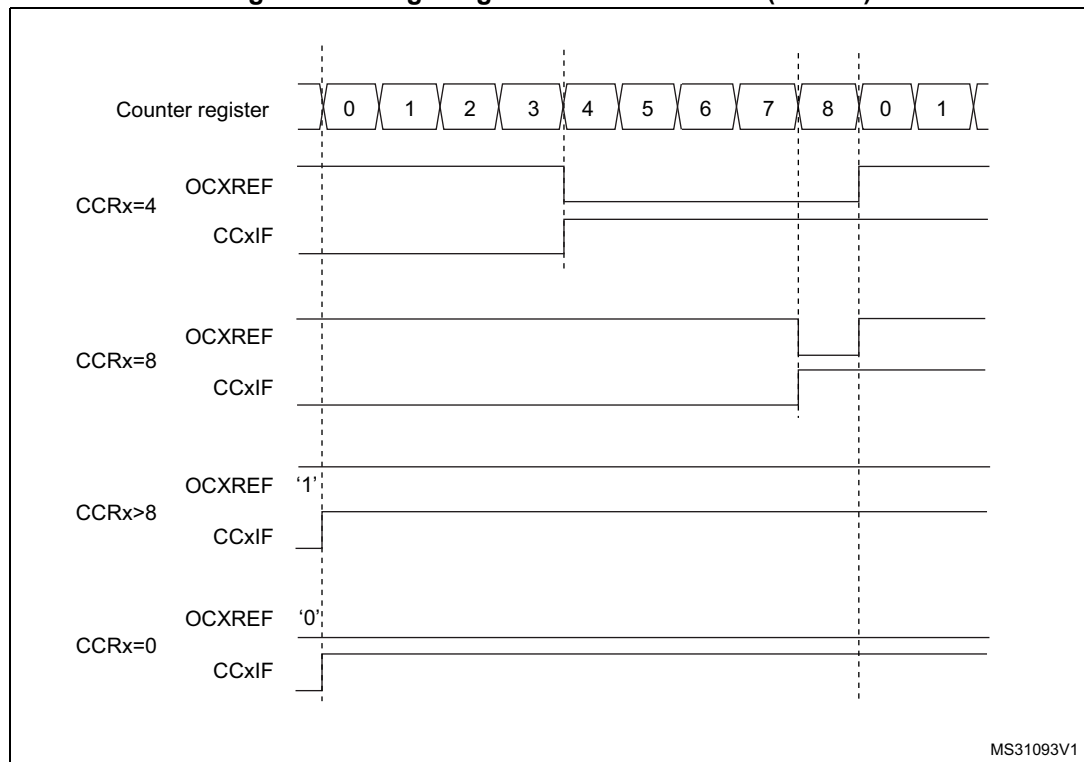 Counter register 0 1 2 3 4 5 6 7 8 0 1
OCXREF
CCRx=4
CCxIF
OCXREF
CCRx=8
CCxIF
OCXREF '1'
CCRx>8
CCxIF
OCXREF ‘0’
CCRx=0
CCxIF
MS31093V1